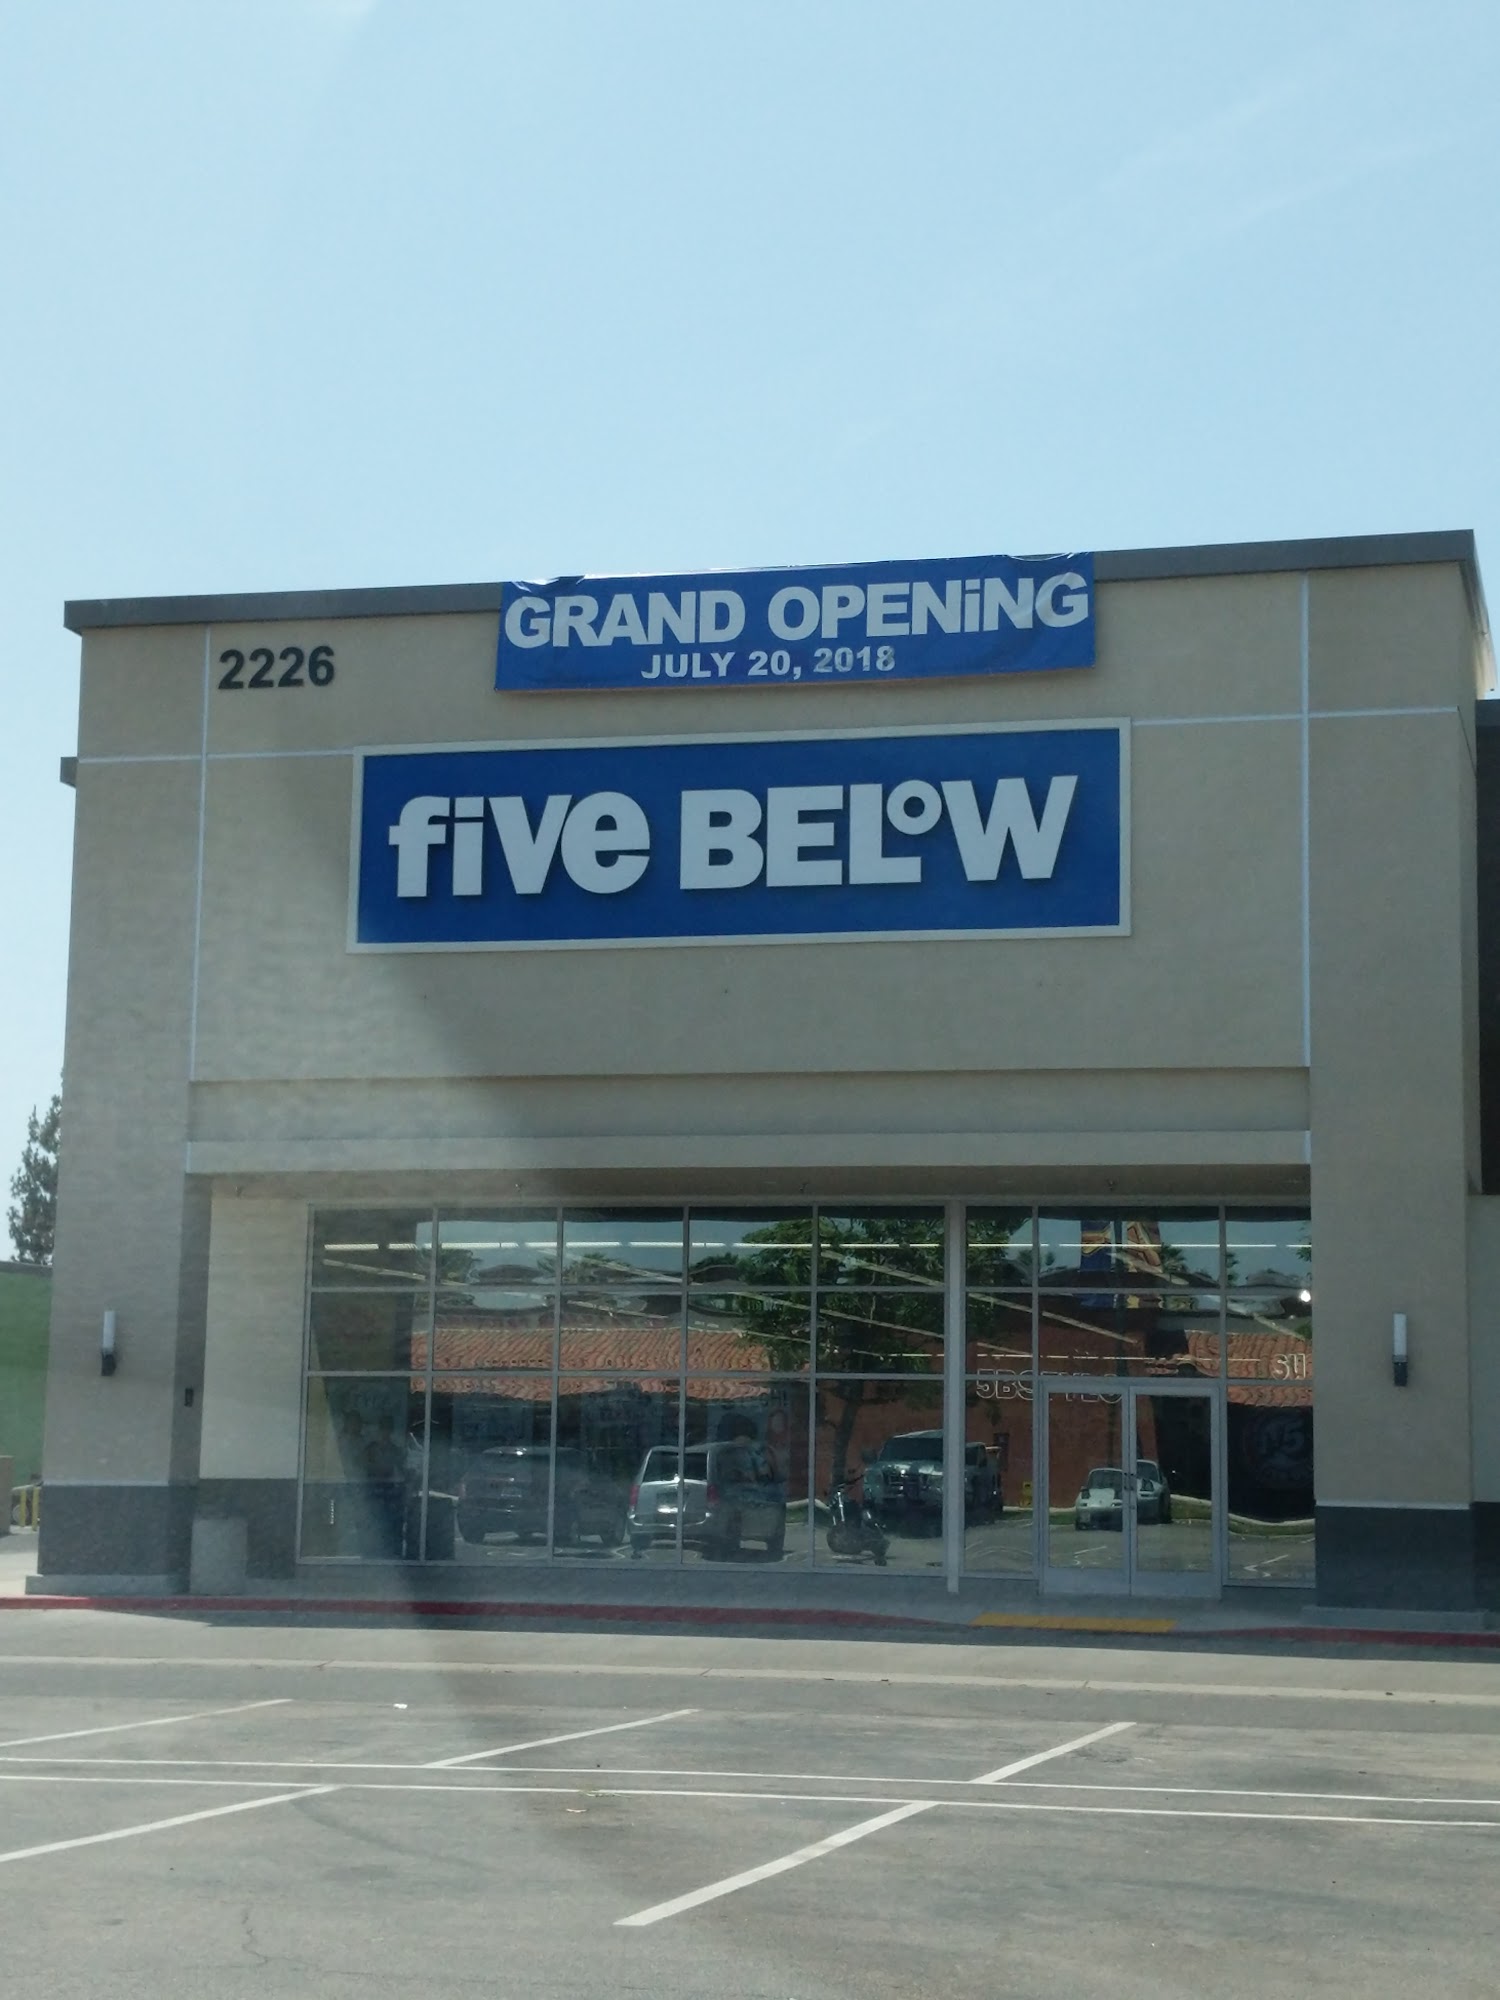 GRAND OPENiNG
JULY 20, 2018
2226
fiVe BELoW